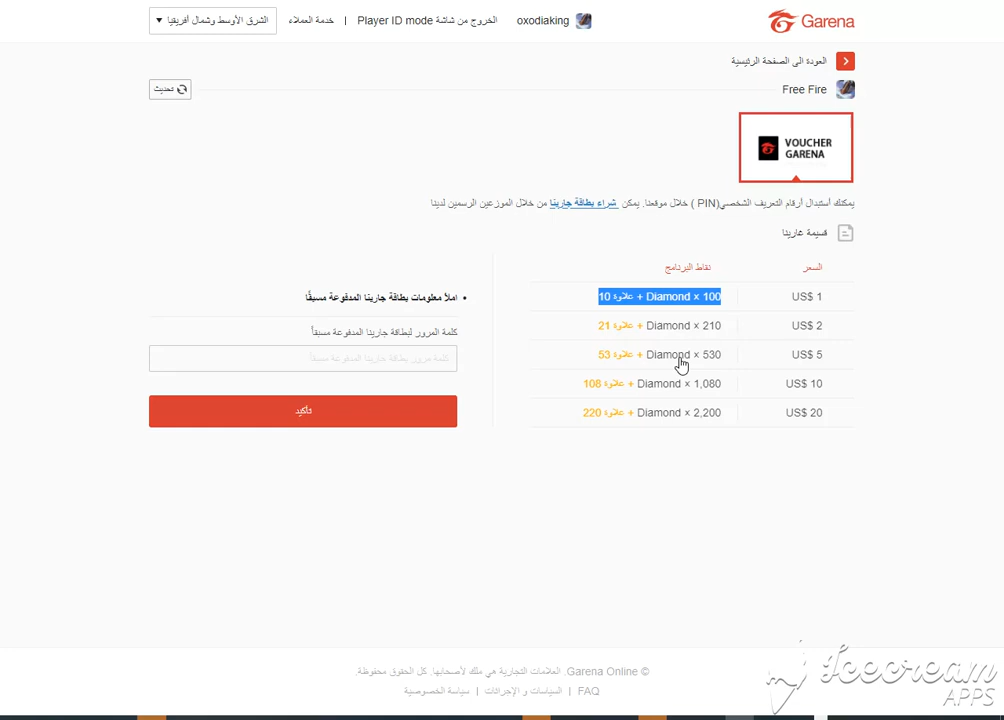 Garena
oxodiaking
الخروج من شاشة Player ID mode | خدمة العملاء
الشرق الأوسط وشمال أفريقيا ▼
العودة الى الصفحة الرئيسية
Free Fire
تحديث
VOUCHER
GARENA
يمكنك أستبدال أرقام التعريف الشخصي(PIN ) خلال موقعنا. يمكن شراء بطاقة جارينا من خلال الموزعين الرسمين لدينا
قسيمة غارينا
السعر نقاط البرنامج
US$ 1 Diamond × 100 + علاوة 10
US$ 2 Diamond × 210 + علاوة 21
US$ 5 Diamond × 530 + علاوة 53
US$ 10 Diamond × 1,080 + علاوة 108
US$ 20 Diamond × 2,200 + علاوة 220
• املأ معلومات بطاقة جارينا المدفوعة مسبقًا
كلمة المرور لبطاقة جارينا المدفوعة مسبقاً
كلمة مرور بطاقة جارينا المدفوعة مسبقاً
تأكيد
© Garena Online. العلامات التجارية هي ملك لأصحابها. كل الحقوق محفوظة.
FAQ | السياسات و الإجراءات | سياسة الخصوصية
Icecream
APPS